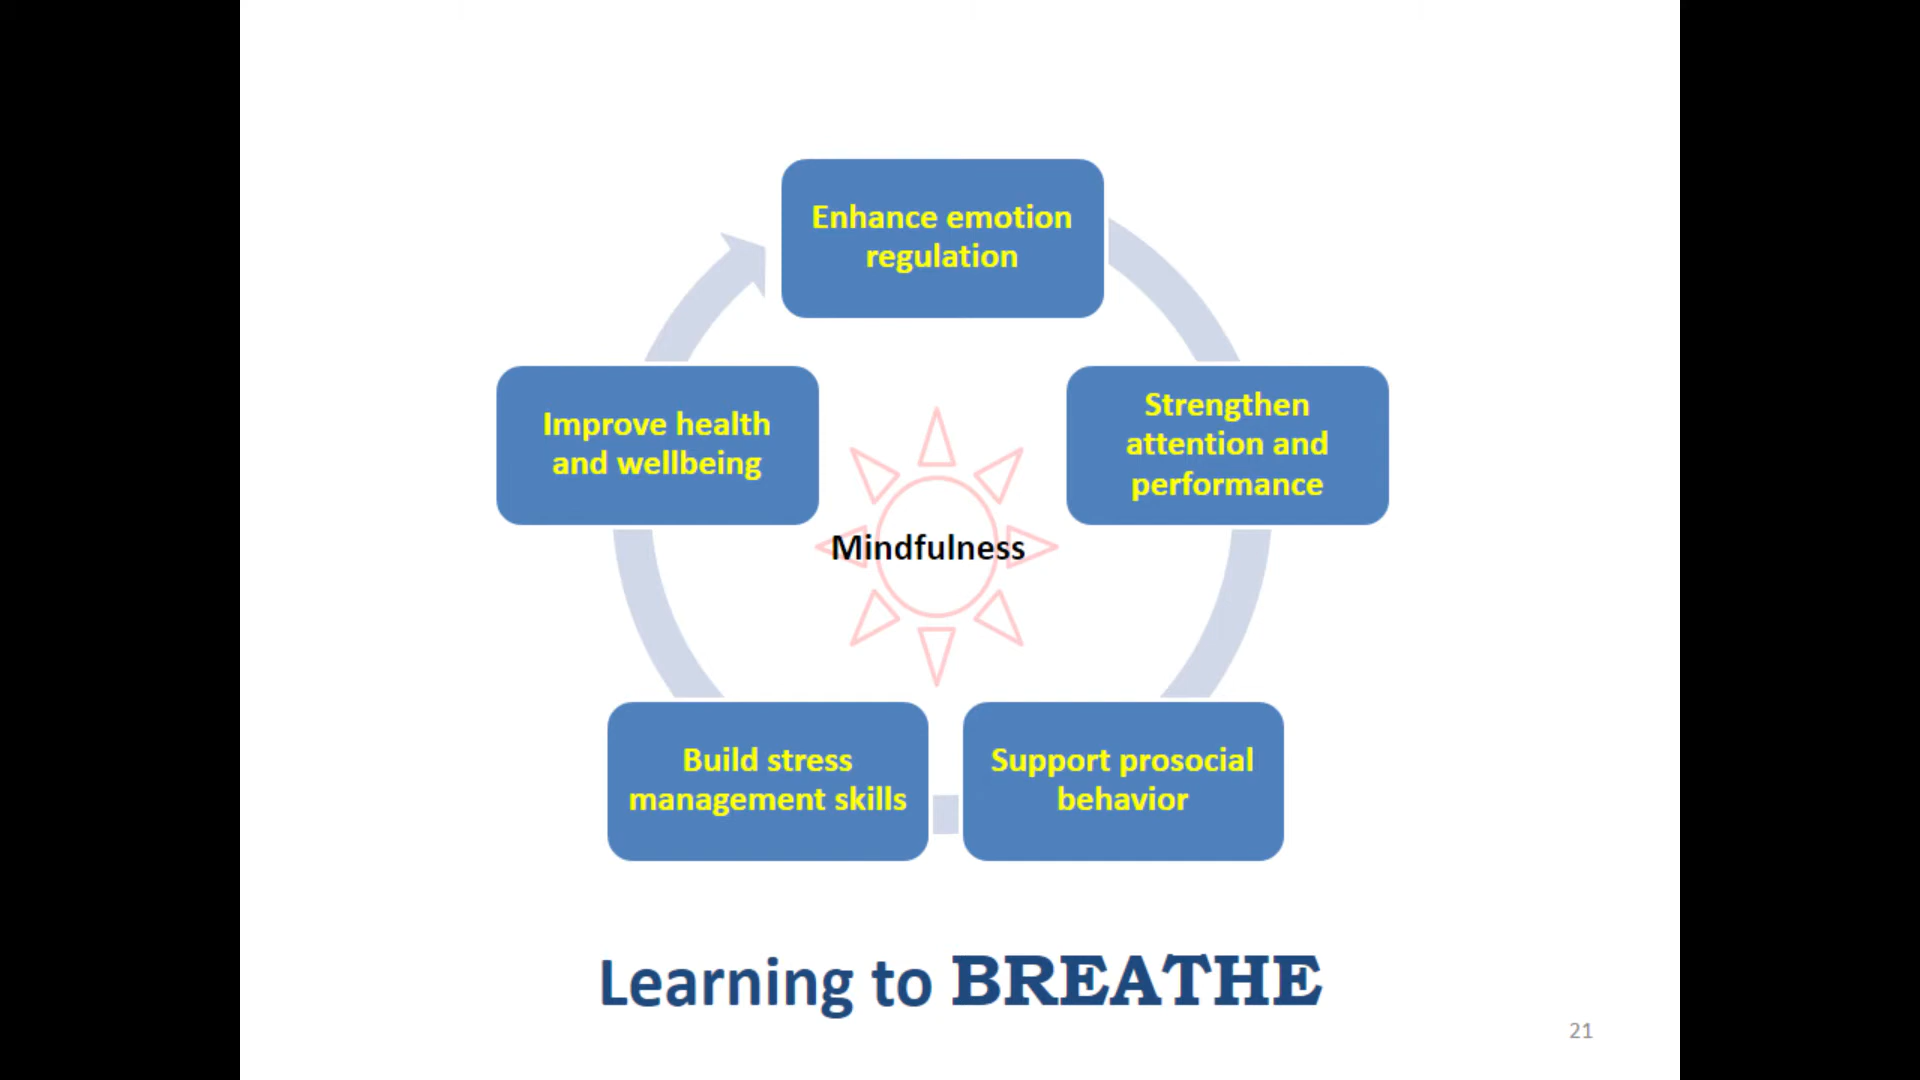 Enhance emotion
regulation
Strengthen
attention and
performance
Support prosocial
behavior
Build stress
management skills
Improve health
and wellbeing
Mindfulness
Learning to BREATHE
21